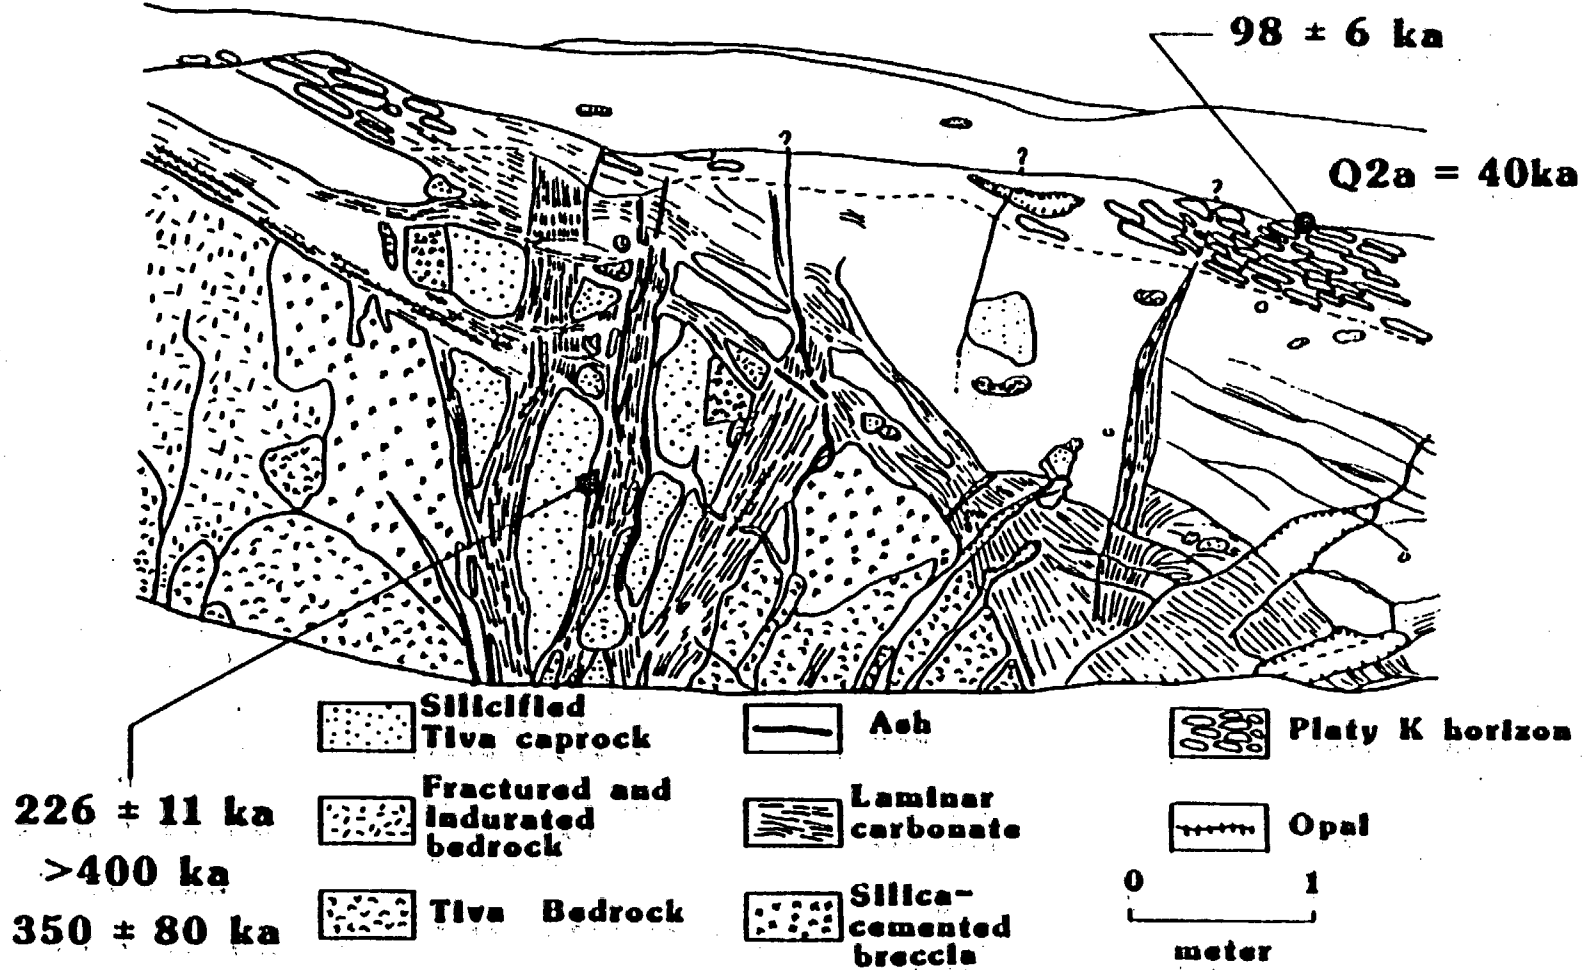 98 ± 6 ka
Q2a = 40ka
?
?
?
Silicified
Tiva caprock
Ash
Platy K horizon
226 ± 11 ka
>400 ka
350 ± 80 ka
Fractured and
indurated
bedrock
Laminar
carbonate
Opal
Tiva Bedrock
Silica-
cemented
breccia
0 1
meter